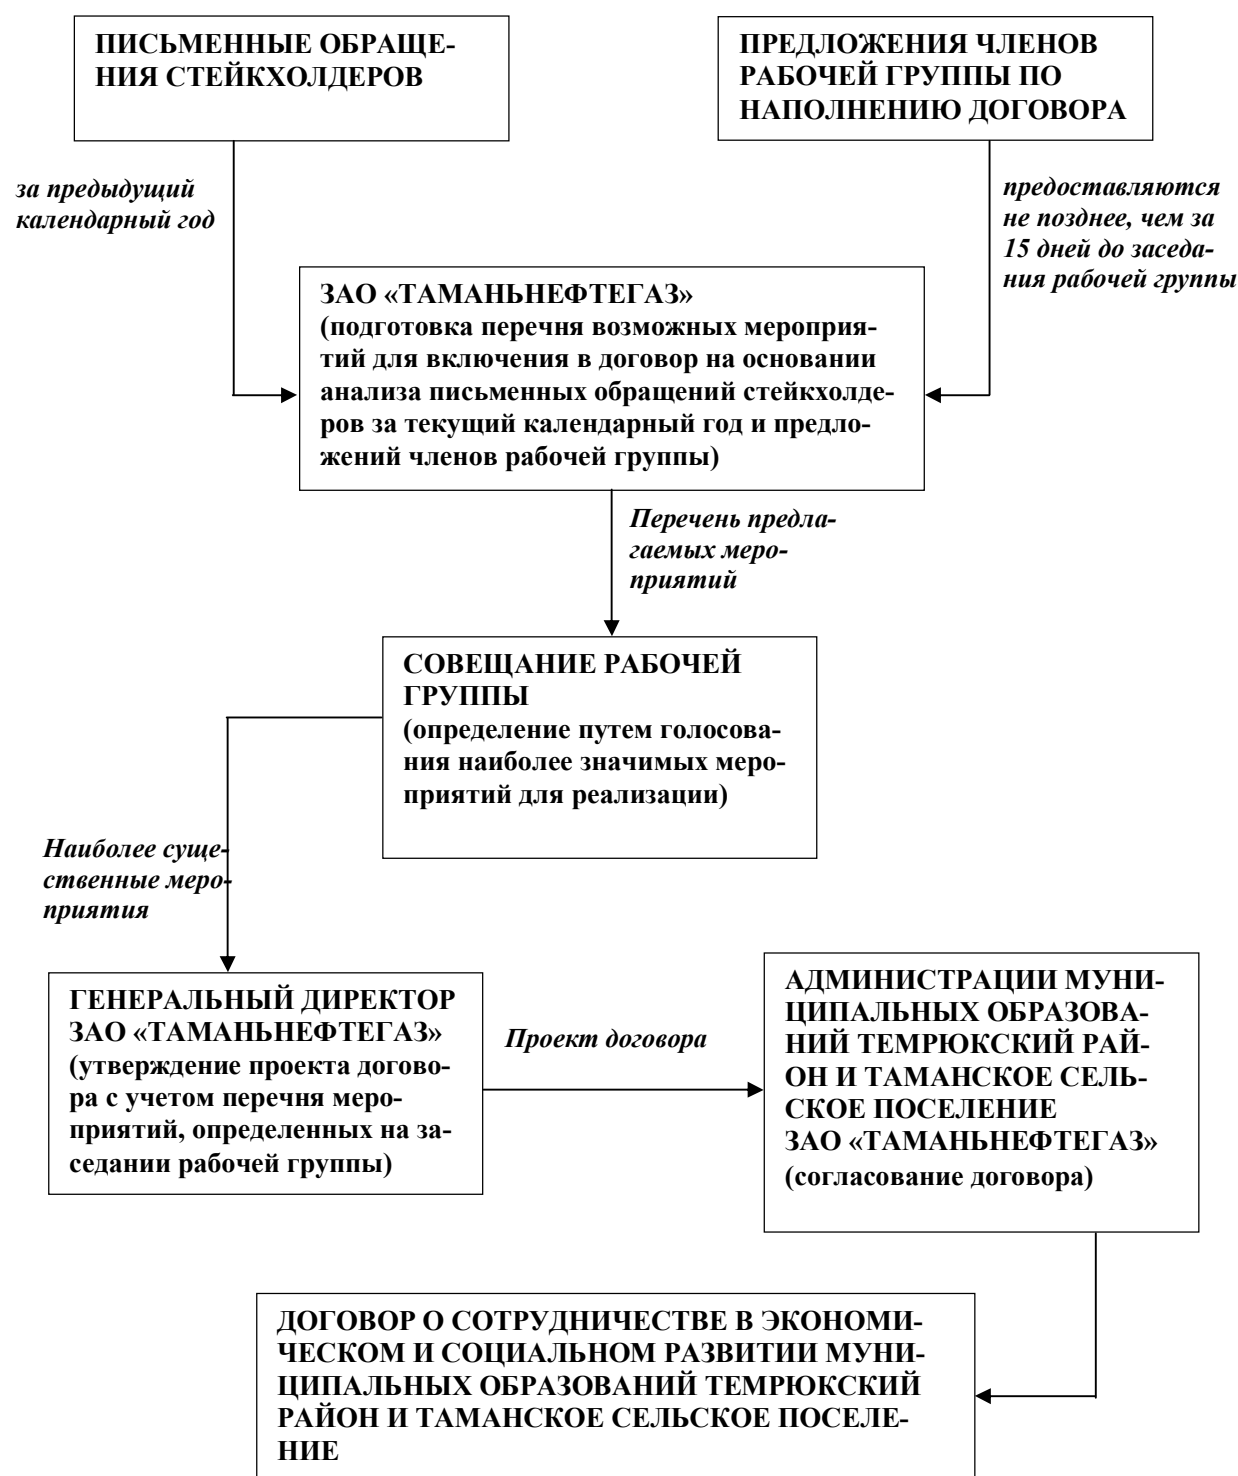 ПИСЬМЕННЫЕ ОБРАЩЕ-
НИЯ СТЕЙКХОЛДЕРОВ
ПРЕДЛОЖЕНИЯ ЧЛЕНОВ
РАБОЧЕЙ ГРУППЫ ПО
НАПОЛНЕНИЮ ДОГОВОРА
за предыдущий
календарный год
предоставляются
не позднее, чем за
15 дней до заседа-
ния рабочей группы
ЗАО «ТАМАНЬНЕФТЕГАЗ»
(подготовка перечня возможных мероприя-
тий для включения в договор на основании
анализа письменных обращений стейкхолде-
ров за текущий календарный год и предло-
жений членов рабочей группы)
Перечень предла-
гаемых меро-
приятий
СОВЕЩАНИЕ РАБОЧЕЙ
ГРУППЫ
(определение путем голосова-
ния наиболее значимых меро-
приятий для реализации)
Наиболее суще-
ственные меро-
приятия
ГЕНЕРАЛЬНЫЙ ДИРЕКТОР
ЗАО «ТАМАНЬНЕФТЕГАЗ»
(утверждение проекта догово-
ра с учетом перечня меро-
приятий, определенных на за-
седании рабочей группы)
Проект договора
АДМИНИСТРАЦИИ МУНИ-
ЦИПАЛЬНЫХ ОБРАЗОВА-
НИЙ ТЕМРЮКСКИЙ РАЙ-
ОН И ТАМАНСКОЕ СЕЛЬ-
СКОЕ ПОСЕЛЕНИЕ
ЗАО «ТАМАНЬНЕФТЕГАЗ»
(согласование договора)
ДОГОВОР О СОТРУДНИЧЕСТВЕ В ЭКОНОМИ-
ЧЕСКОМ И СОЦИАЛЬНОМ РАЗВИТИИ МУНИ-
ЦИПАЛЬНЫХ ОБРАЗОВАНИЙ ТЕМРЮКСКИЙ
РАЙОН И ТАМАНСКОЕ СЕЛЬСКОЕ ПОСЕЛЕ-
НИЕ